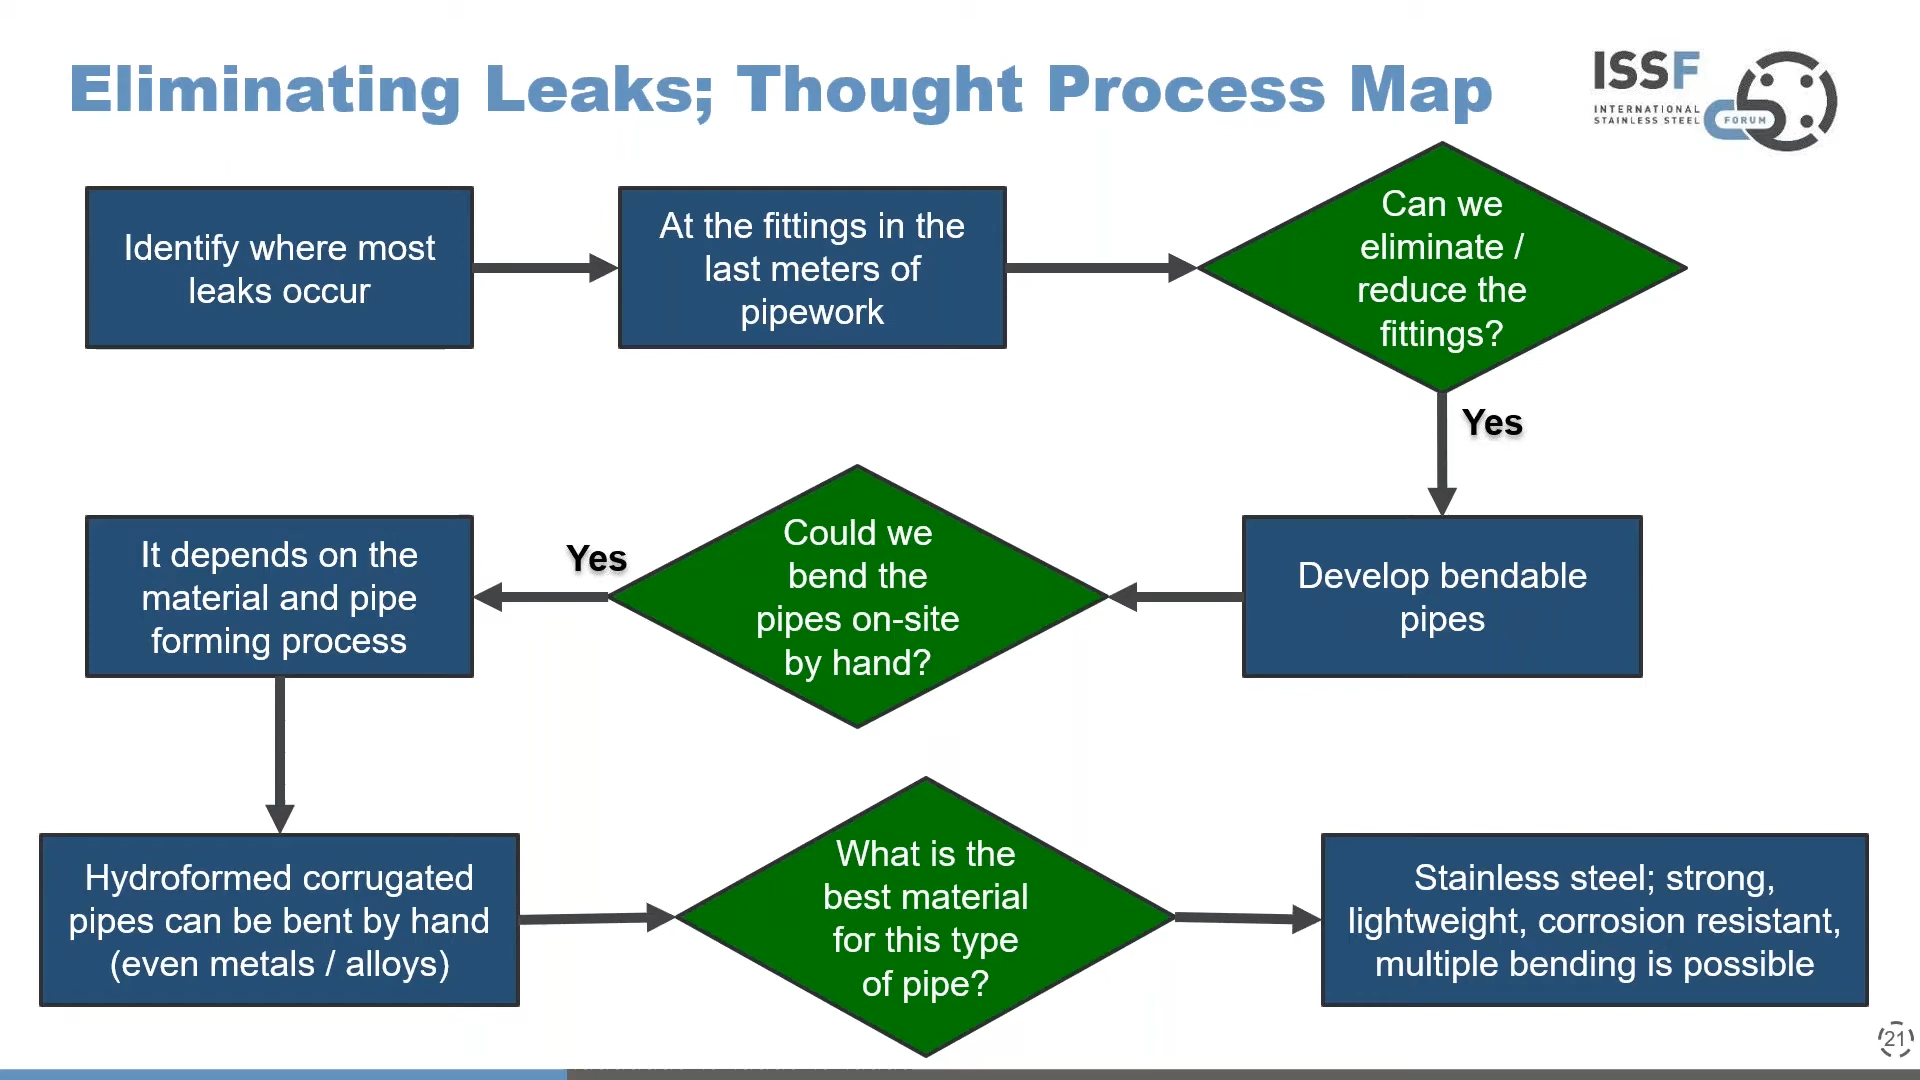 Eliminating Leaks; Thought Process Map
ISSF
INTERNATIONAL
STAINLESS STEEL
FORUM
Identify where most
leaks occur
At the fittings in the
last meters of
pipework
Can we
eliminate /
reduce the
fittings?
Yes
Develop bendable
pipes
Could we
bend the
pipes on-site
by hand?
Yes
It depends on the
material and pipe
forming process
Hydroformed corrugated
pipes can be bent by hand
(even metals / alloys)
What is the
best material
for this type
of pipe?
Stainless steel; strong,
lightweight, corrosion resistant,
multiple bending is possible
21